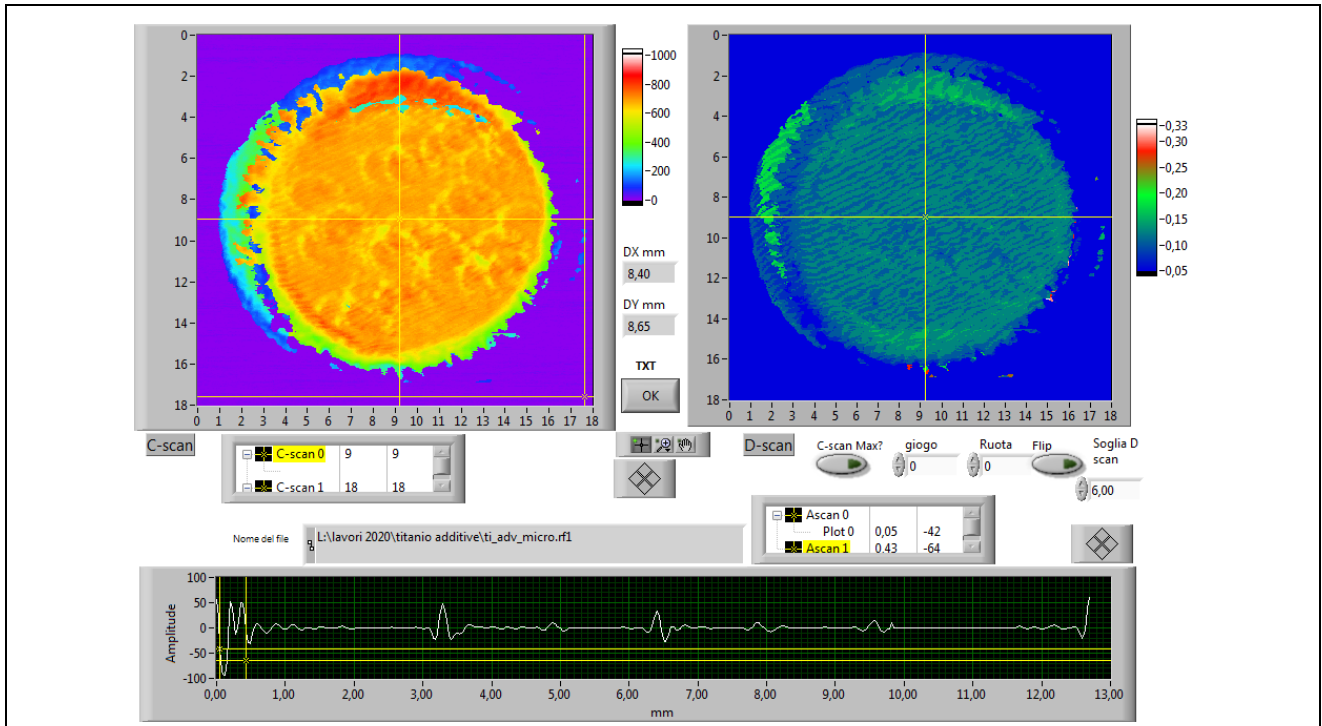 0
2
4
6
8
10
12
14
16
18
0 1 2 3 4 5 6 7 8 9 10 11 12 13 14 15 16 17 18
1000
800
600
400
200
0
DX mm
8,40
DY mm
8,65
TXT
OK
0
2
4
6
8
10
12
14
16
18
0 1 2 3 4 5 6 7 8 9 10 11 12 13 14 15 16 17 18
0,33
0,30
0,25
0,20
0,15
0,10
0,05
C-scan
C-scan 0 9 9
C-scan 1 18 18
D-scan
C-scan Max?
giogo
0
Ruota
0
Flip
Soglia D
scan
6,00
Ascan 0
Plot 0 0,05 -42
Ascan 1 0,43 -64
Nome del file
L:\lavori 2020\titanio additive\ti_adv_micro.rf1
Amplitude
100
50
0
-50
-100
0,00 1,00 2,00 3,00 4,00 5,00 6,00 7,00 8,00 9,00 10,00 11,00 12,00 13,00
mm